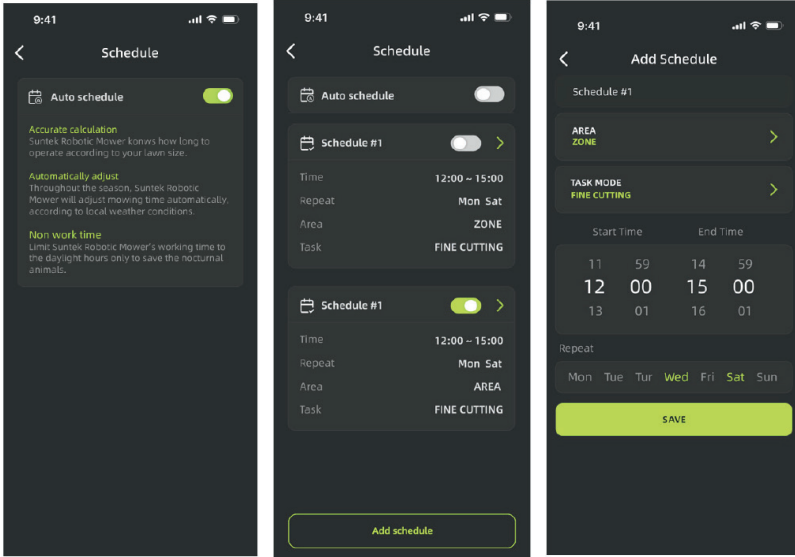 9:41
Schedule
Auto schedule
Accurate calculation
Suntek Robotic Mower konws how long to
operate according to your lawn size.
Automatically adjust
Throughout the season, Suntek Robotic
Mower will adjust mowing time automatically,
according to local weather conditions.
Non work time
Limit Suntek Robotic Mower's working time to
the daylight hours only to save the nocturnal
animals.
9:41
Schedule
Auto schedule
Schedule #1
Time 12:00 ~ 15:00
Repeat Mon Sat
Area ZONE
Task FINE CUTTING
Schedule #1
Time 12:00 ~ 15:00
Repeat Mon Sat
Area AREA
Task FINE CUTTING
Add schedule
9:41
Add Schedule
Schedule #1
AREA
ZONE
TASK MODE
FINE CUTTING
Start Time End Time
11 59 14 59
12 00 15 00
13 01 16 01
Repeat
Mon Tue Tur Wed Fri Sat Sun
SAVE